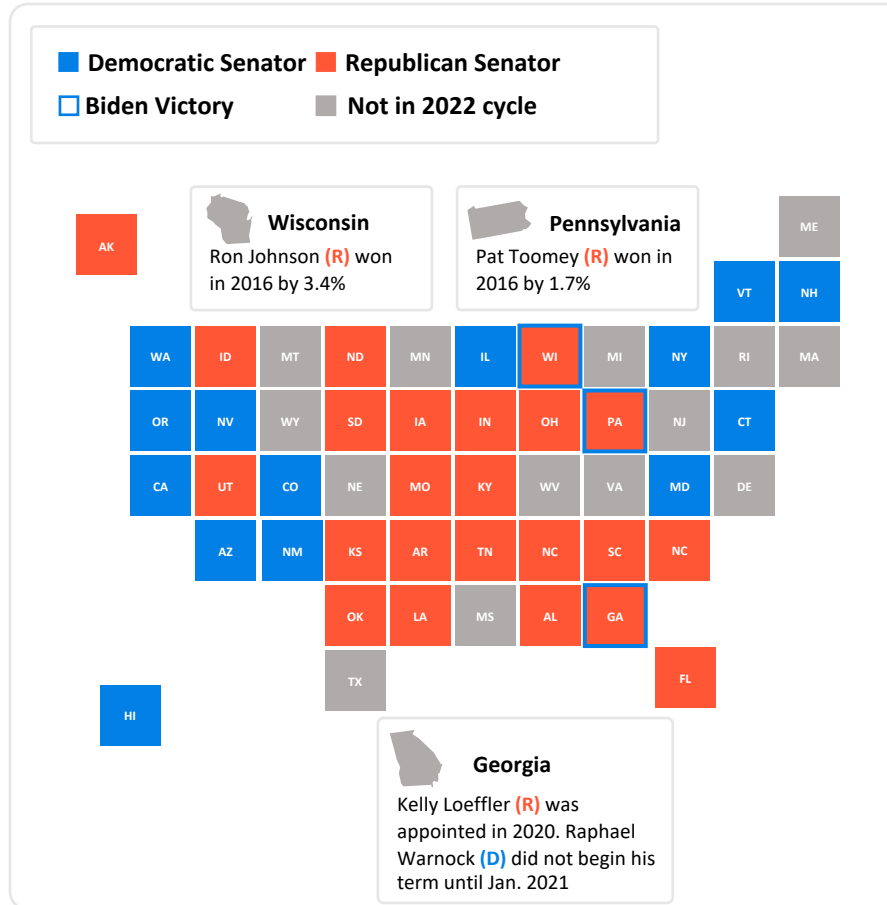 Democratic Senator Republican Senator
Biden Victory Not in 2022 cycle
Wisconsin
Ron Johnson (R) won
in 2016 by 3.4%
Pennsylvania
Pat Toomey (R) won in
2016 by 1.7%
ME
AK
VT NH
WA ID MT ND MN IL WI MI NY RI MA
OR NV WY SD IA IN OH PA NJ CT
CA UT CO NE MO KY WV VA MD DE
AZ NM KS AR TN NC SC NC
OK LA MS AL GA
TX FL
HI
Georgia
Kelly Loeffler (R) was
appointed in 2020. Raphael
Warnock (D) did not begin his
term until Jan. 2021